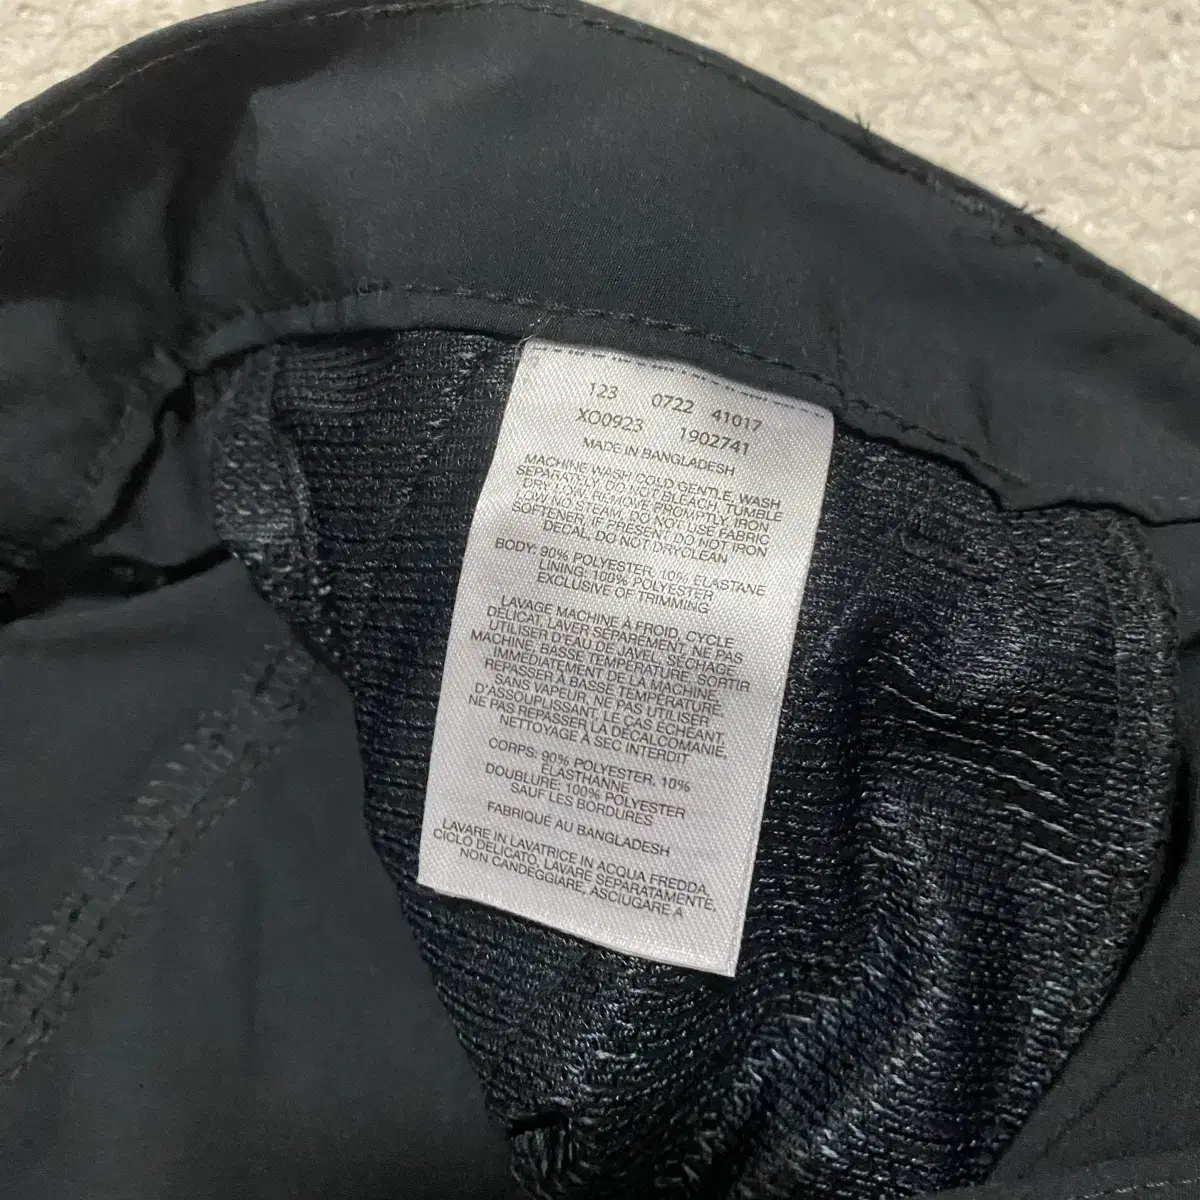 123 0722 41017
XO0923 1902741
MADE IN BANGLADESH
MACHINE WASH COLD GENTLE, WASH
SEPARATELY, DO NOT BLEACH, TUMBLE
DRY LOW, REMOVE PROMPTLY, IRON
LOW NO STEAM, DO NOT USE FABRIC
SOFTENER, IF PRESENT DO NOT IRON
DECAL, DO NOT DRYCLEAN
BODY: 90% POLYESTER, 10% ELASTANE
LINING: 100% POLYESTER
EXCLUSIVE OF TRIMMING
LAVAGE MACHINE À FROID, CYCLE
DÉLICAT, LAVER SÉPARÉMENT, NE PAS
UTILISER D'EAU DE JAVEL, SÉCHAGE
MACHINE, BASSE TEMPÉRATURE, SORTIR
IMMÉDIATEMENT DE LA MACHINE,
REPASSER À BASSE TEMPÉRATURE,
SANS VAPEUR, NE PAS UTILISER
D'ASSOUPLISSANT, LE CAS ÉCHÉANT,
NE PAS REPASSER LA DÉCALCOMANIE,
NETTOYAGE À SEC INTERDIT
CORPS: 90% POLYESTER, 10%
ÉLASTHANNE
DOUBLURE: 100% POLYESTER
SAUF LES BORDURES
FABRIQUE AU BANGLADESH
LAVARE IN LAVATRICE IN ACQUA FREDDA,
CICLO DELICATO, LAVARE SEPARATAMENTE,
NON CANDEGGIARE, ASCIUGARE A